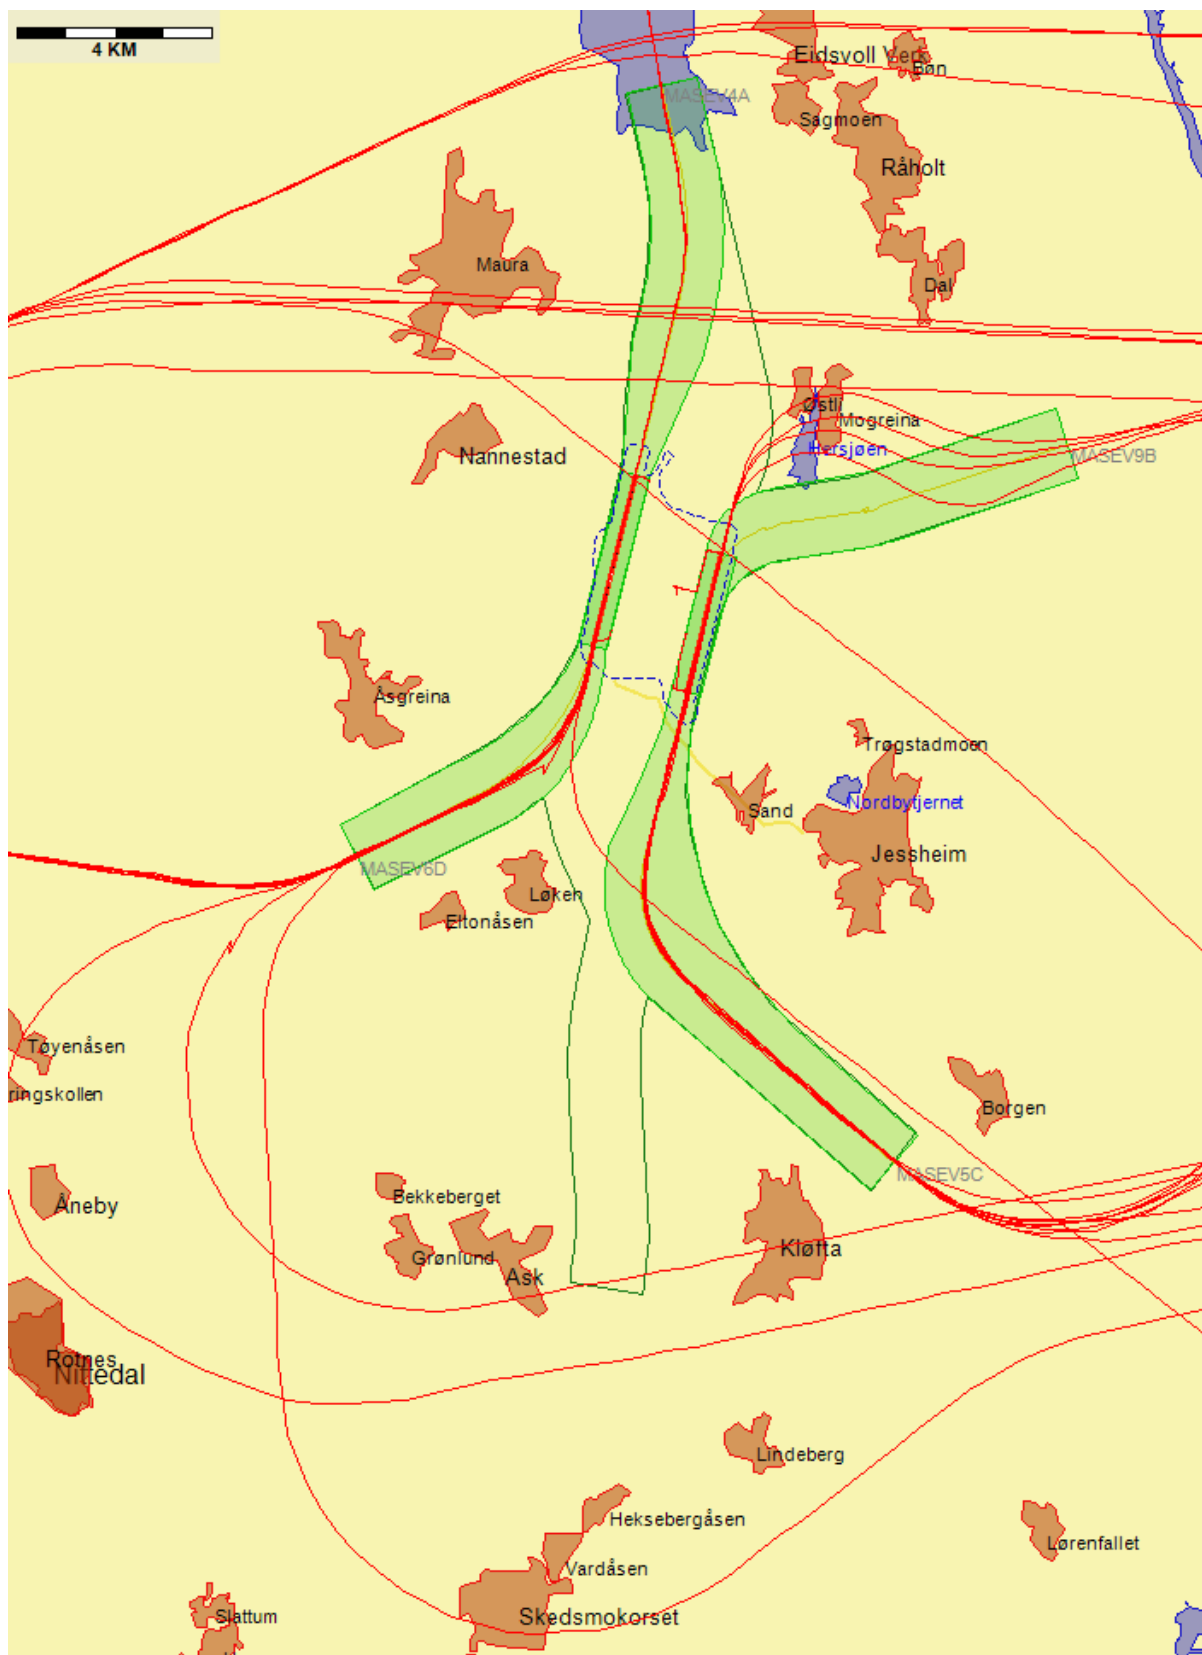 4 KM
Eidsvoll Verk
Bøn
MASEV4A
Sagmoen
Råholt
Maura
Dal
Østli
Mogreina
Hersjøen
Nannestad
MASEV9B
Åsgreina
Trøgstadmoen
Nordbytjernet
Sand
Jessheim
MASEV6D
Løken
Eltonåsen
Tøyenåsen
ringskollen
Borgen
MASEV5C
Bekkeberget
Åneby
Grønlund
Ask
Kløfta
Rotnes
Nittedal
Lindeberg
Heksebergåsen
Lørenfallet
Vardåsen
Slattum
Skedsmokorset